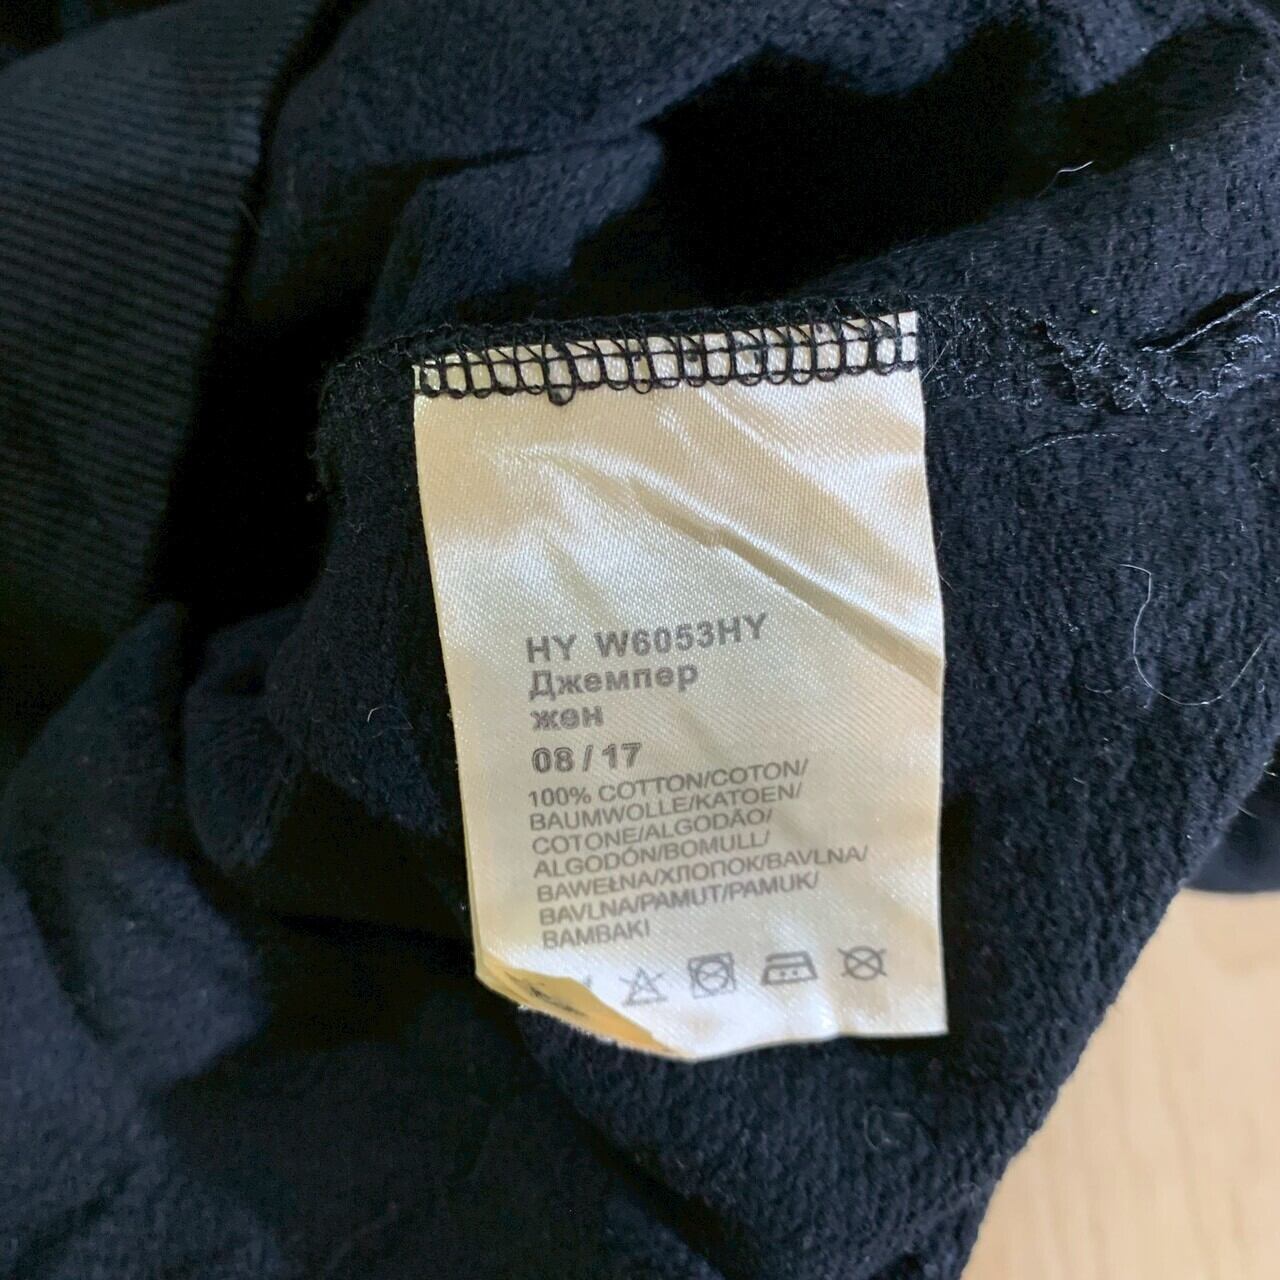 HY W6053HY
Джемпер
жен
08 / 17
100% COTTON/COTON/
BAUMWOLLE/KATOEN/
COTONE/ALGODÃO/
ALGODÓN/BOMULL/
BAWEŁNA/ХЛОПОК/BAVLNA/
BAVLNA/PAMUT/PAMUK/
BAMBAKI